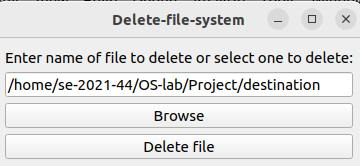 Delete-file-system
Enter name of file to delete or select one to delete:
/home/se-2021-44/OS-lab/Project/destination
Browse
Delete file